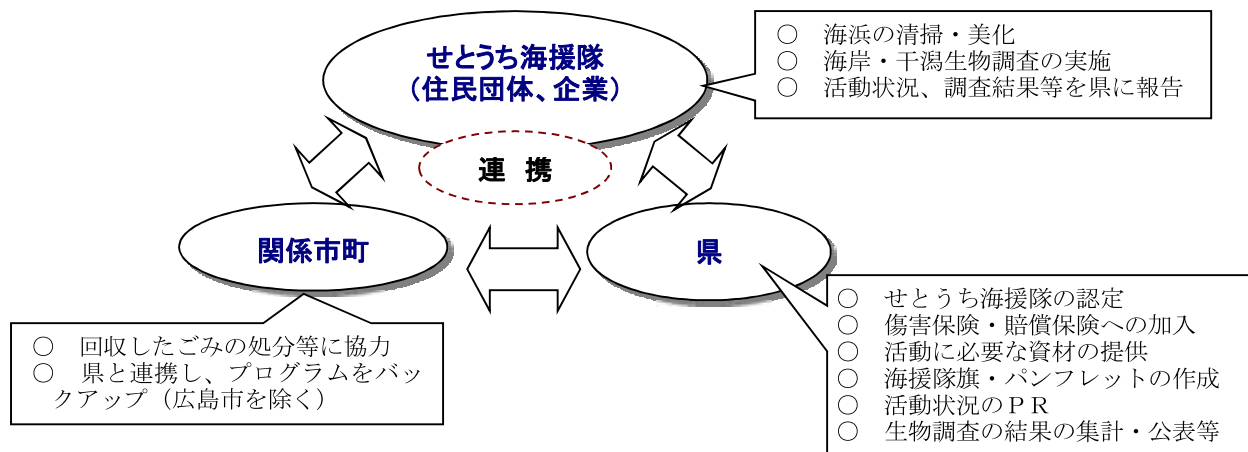 せとうち海援隊
(住民団体、企業)
○ 海浜の清掃・美化
○ 海岸・干潟生物調査の実施
○ 活動状況、調査結果等を県に報告
連 携
関係市町
県
○ 回収したごみの処分等に協力
○ 県と連携し、プログラムをバッ
クアップ(広島市を除く)
○ せとうち海援隊の認定
○ 傷害保険・賠償保険への加入
○ 活動に必要な資材の提供
○ 海援隊旗・パンフレットの作成
○ 活動状況のPR
○ 生物調査の結果の集計・公表等